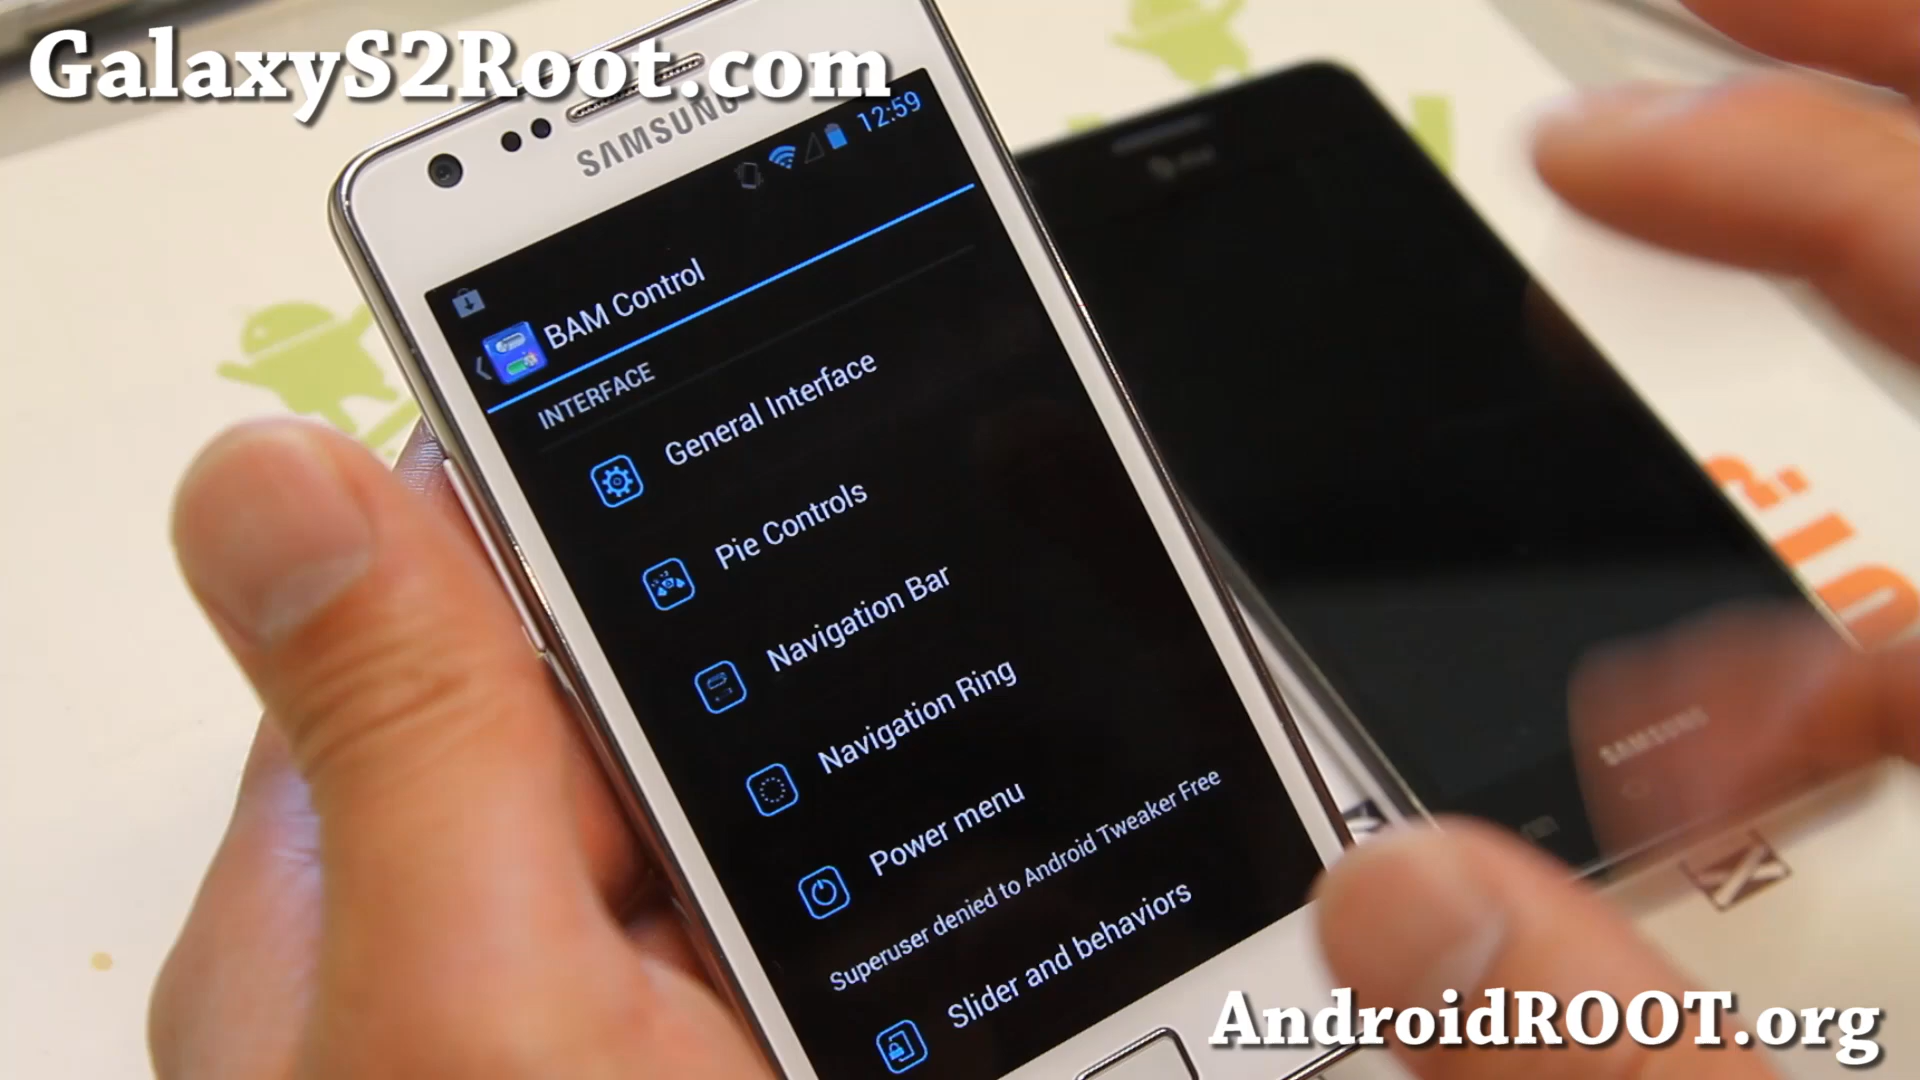 GalaxyS2Root.com
SAMSUNG
12:59
BAM Control
INTERFACE
General Interface
Pie Controls
Navigation Bar
Navigation Ring
Power menu
Superuser denied to Android Tweaker Free
Slider and behaviors
SAMSUNG
AndroidROOT.org